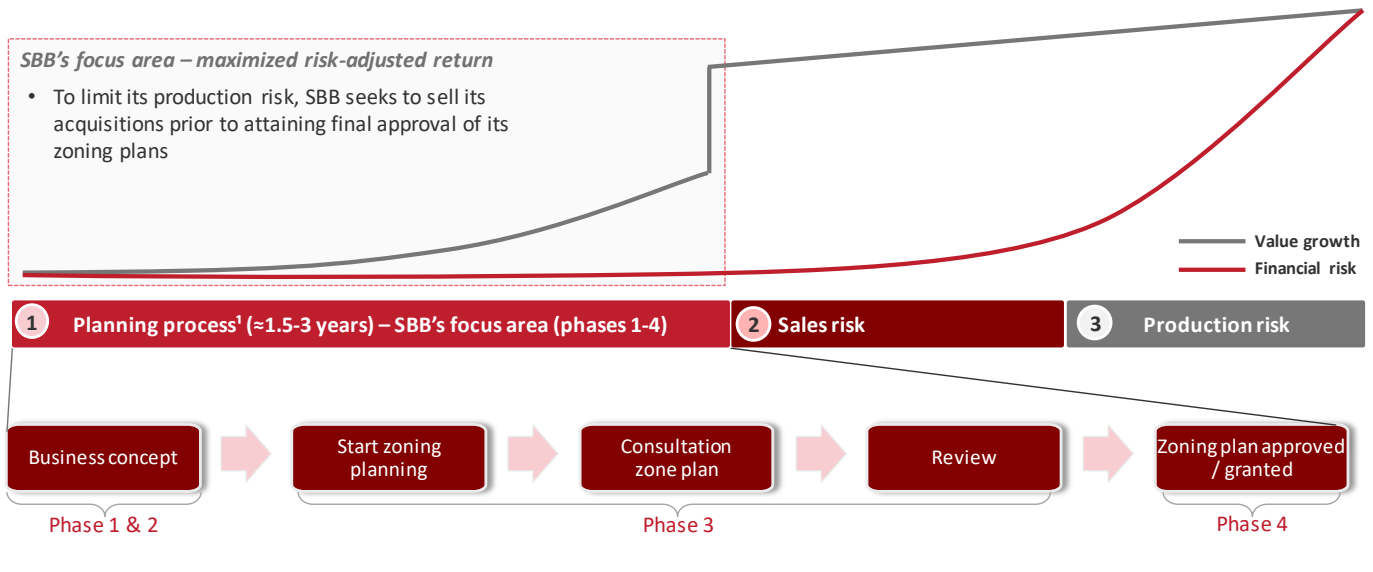 SBB's focus area – maximized risk-adjusted return
• To limit its production risk, SBB seeks to sell its
acquisitions prior to attaining final approval of its
zoning plans
Value growth
Financial risk
1 Planning process¹ (≈1.5-3 years) – SBB's focus area (phases 1-4)
2 Sales risk
3 Production risk
Business concept
Start zoning
planning
Consultation
zone plan
Review
Zoning plan approved
/ granted
Phase 1 & 2
Phase 3
Phase 4